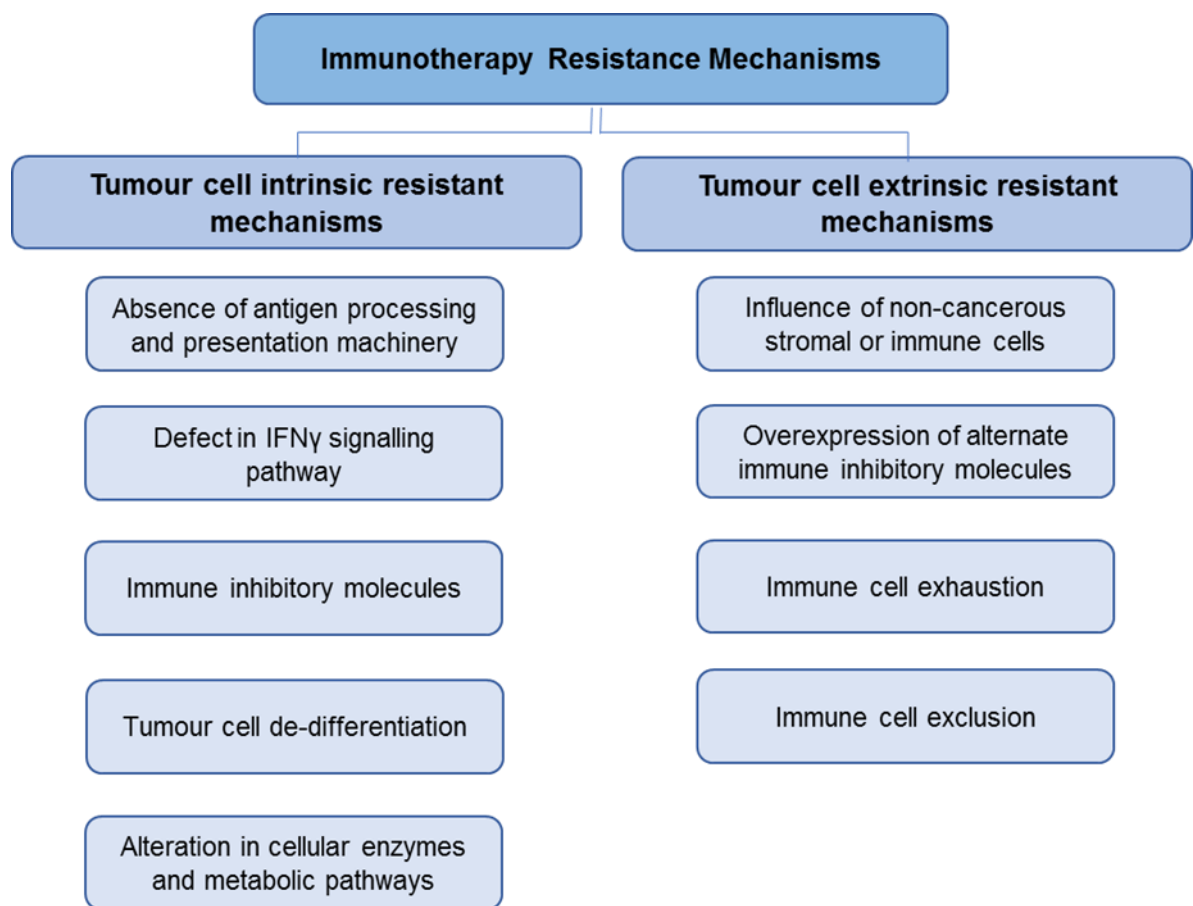 Immunotherapy Resistance Mechanisms
Tumour cell intrinsic resistant
mechanisms
Absence of antigen processing
and presentation machinery
Defect in IFNγ signalling
pathway
Immune inhibitory molecules
Tumour cell de-differentiation
Alteration in cellular enzymes
and metabolic pathways
Tumour cell extrinsic resistant
mechanisms
Influence of non-cancerous
stromal or immune cells
Overexpression of alternate
immune inhibitory molecules
Immune cell exhaustion
Immune cell exclusion